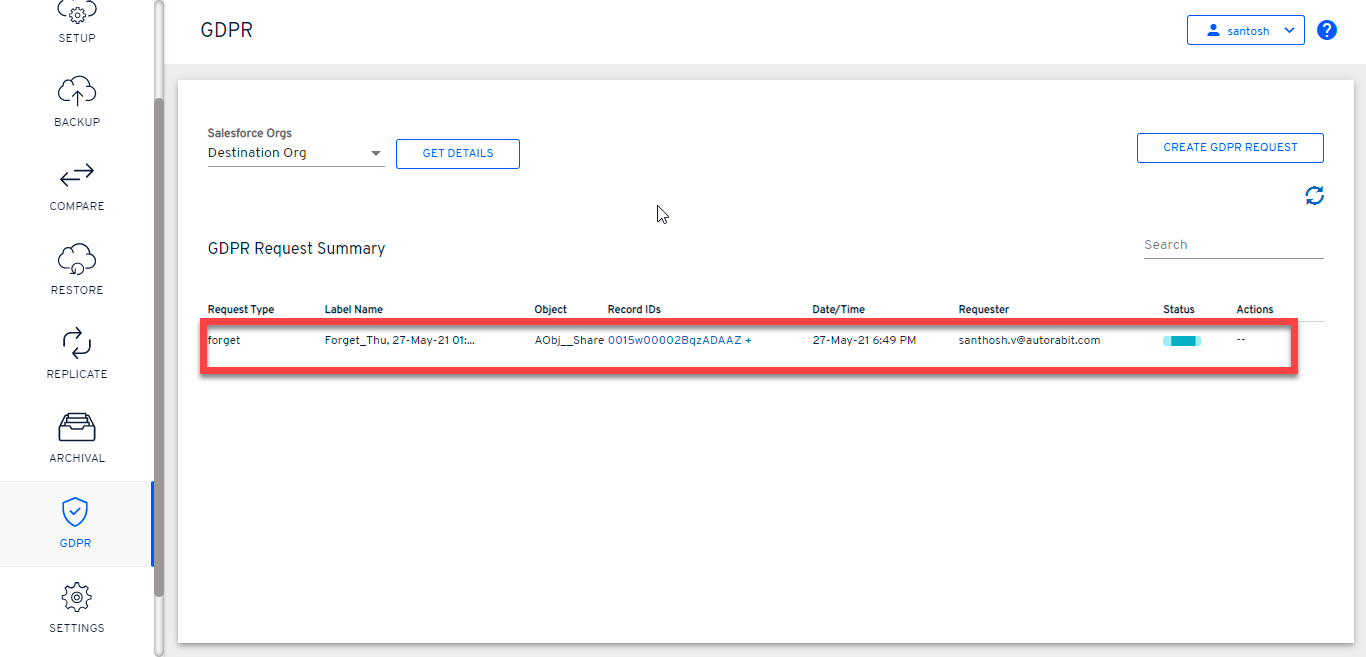 SETUP
BACKUP
COMPARE
RESTORE
REPLICATE
ARCHIVAL
GDPR
SETTINGS
GDPR
santosh
?
Salesforce Orgs
Destination Org
GET DETAILS
CREATE GDPR REQUEST
GDPR Request Summary
Search
Request Type Label Name Object Record IDs Date/Time Requester Status Actions
forget Forget_Thu, 27-May-21 01:... AObj__Share 0015w00002BqzADAAZ + 27-May-21 6:49 PM santhosh.v@autorabit.com --